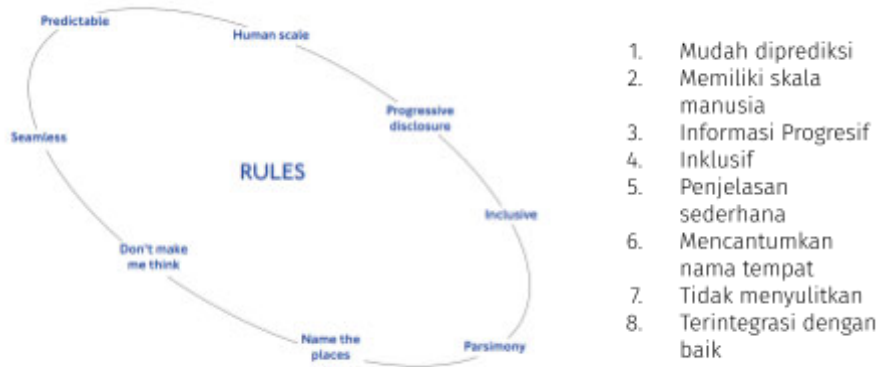 Predictable
Human scale
Progressive
disclosure
Seamless
RULES
Inclusive
Don't make
me think
Name the
places
Parsimony
1. Mudah diprediksi
2. Memiliki skala
manusia
3. Informasi Progresif
4. Inklusif
5. Penjelasan
sederhana
6. Mencantumkan
nama tempat
7. Tidak menyulitkan
8. Terintegrasi dengan
baik